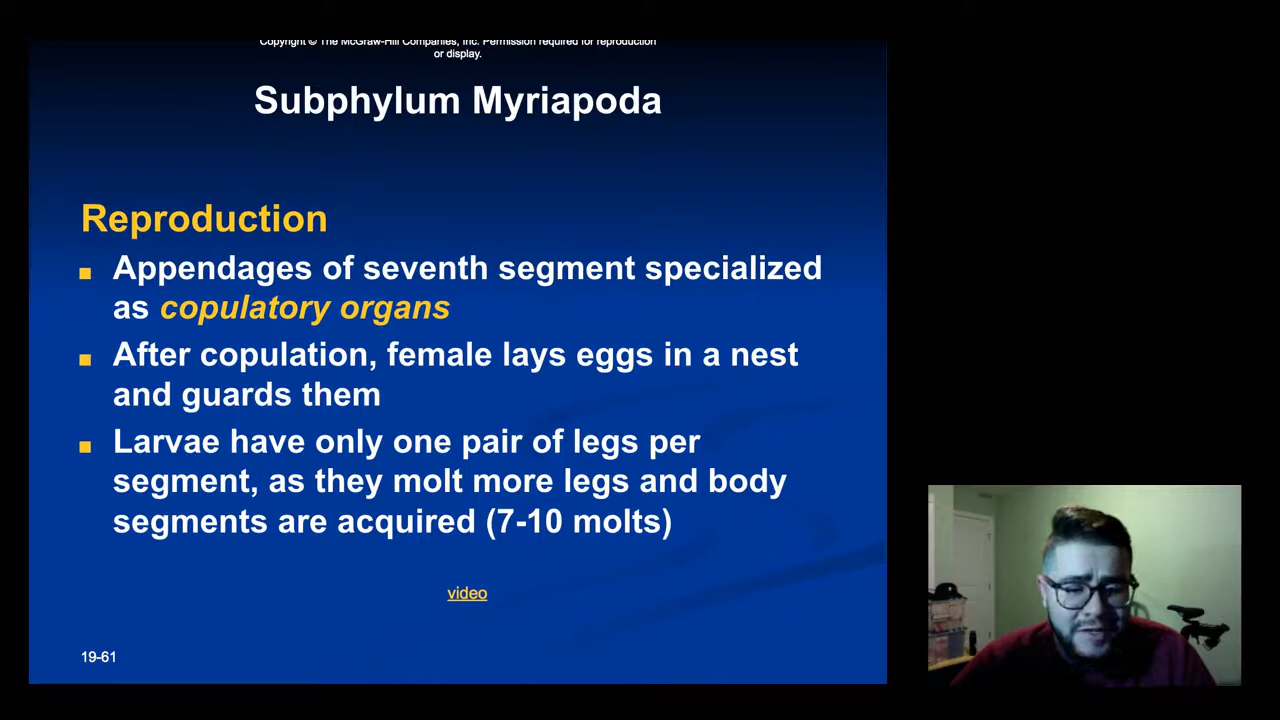 Copyright © The McGraw-Hill Companies, Inc. Permission required for reproduction
or display.
Subphylum Myriapoda
Reproduction
Appendages of seventh segment specialized
as copulatory organs
After copulation, female lays eggs in a nest
and guards them
Larvae have only one pair of legs per
segment, as they molt more legs and body
segments are acquired (7-10 molts)
video
19-61